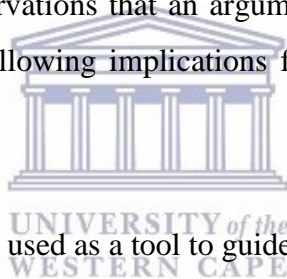 rvations that an argum
llowing implications f
UNIVERSITY of the
used as a tool to guide
WESTERN CAPE